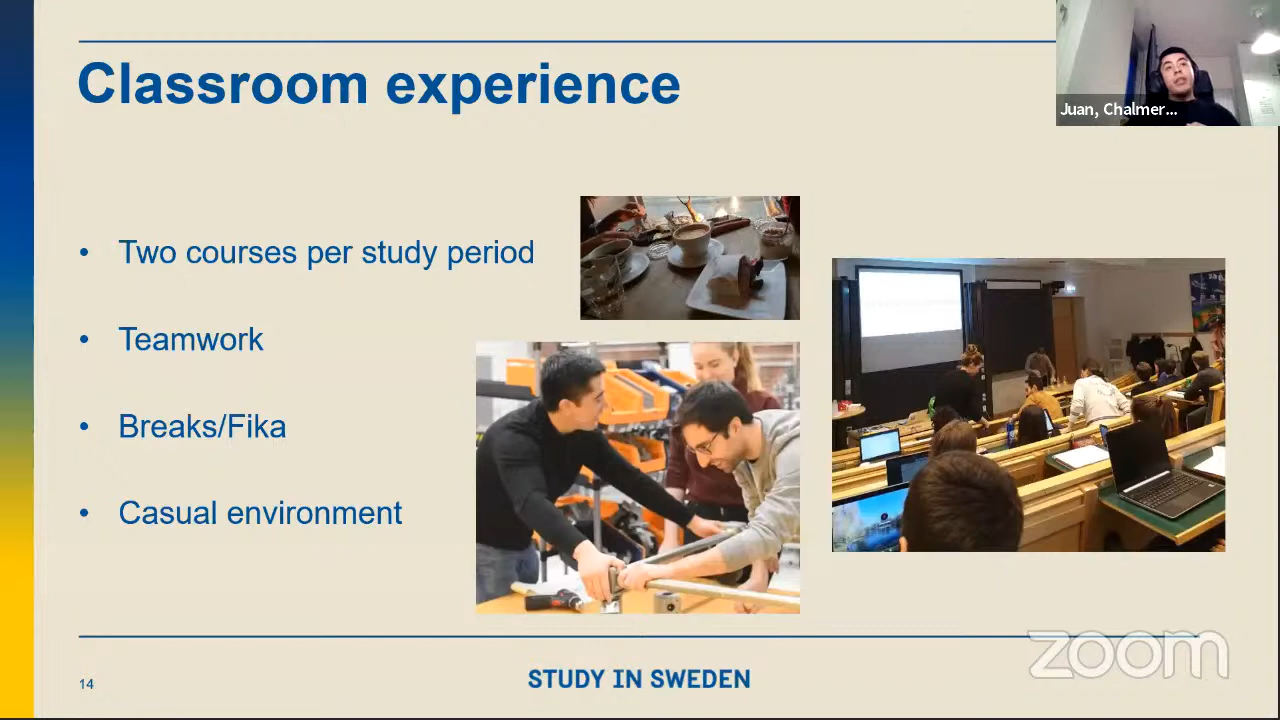 Classroom experience
Juan, Chalmer...
• Two courses per study period
• Teamwork
• Breaks/Fika
• Casual environment
14
STUDY IN SWEDEN
zoom